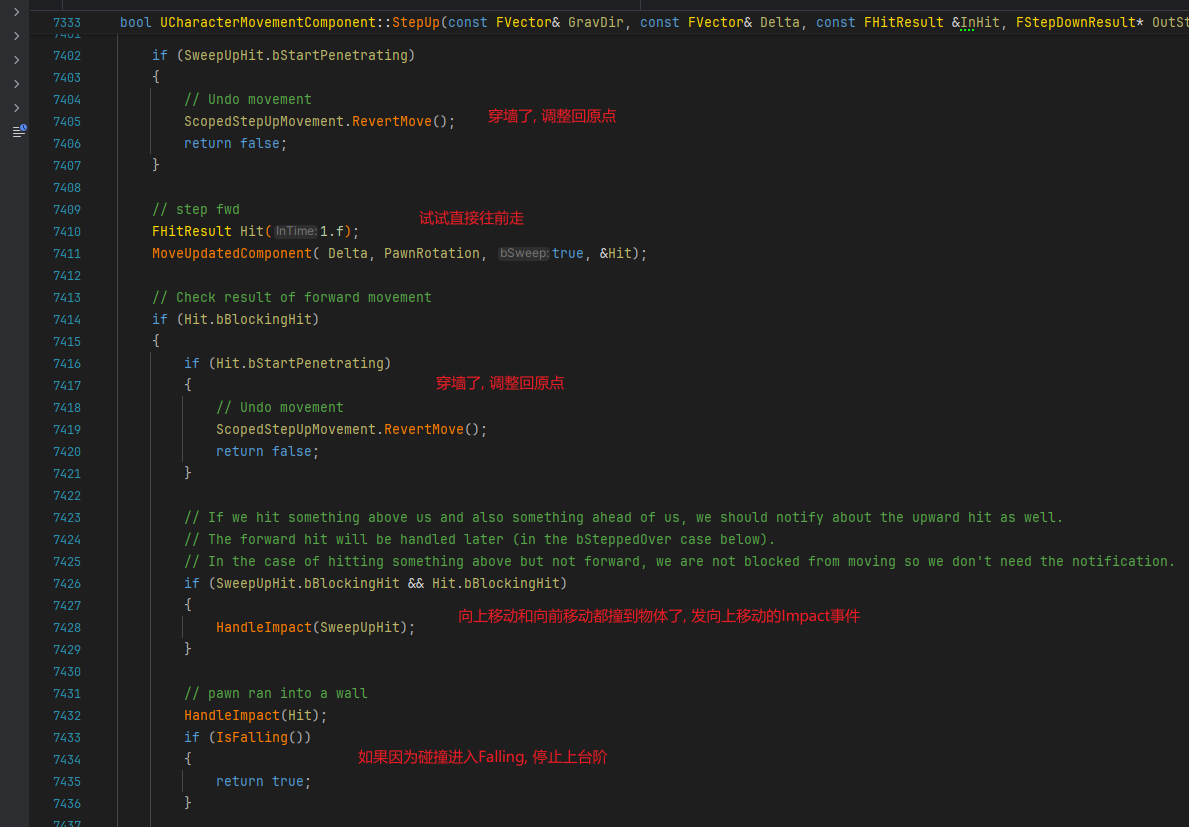 7333 bool UCharacterMovementComponent::StepUp(const FVector& GravDir, const FVector& Delta, const FHitResult &InHit, FStepDownResult* OutSt
7401
7402 if (SweepUpHit.bStartPenetrating)
7403 {
7404 // Undo movement
7405 ScopedStepUpMovement.RevertMove(); 穿墙了, 调整回原点
7406 return false;
7407 }
7408
7409 // step fwd 试试直接往前走
7410 FHitResult Hit( InTime: 1.f);
7411 MoveUpdatedComponent( Delta, PawnRotation, bSweep: true, &Hit);
7412
7413 // Check result of forward movement
7414 if (Hit.bBlockingHit)
7415 {
7416 if (Hit.bStartPenetrating)
7417 { 穿墙了, 调整回原点
7418 // Undo movement
7419 ScopedStepUpMovement.RevertMove();
7420 return false;
7421 }
7422
7423 // If we hit something above us and also something ahead of us, we should notify about the upward hit as well.
7424 // The forward hit will be handled later (in the bSteppedOver case below).
7425 // In the case of hitting something above but not forward, we are not blocked from moving so we don't need the notification.
7426 if (SweepUpHit.bBlockingHit && Hit.bBlockingHit)
7427 { 向上移动和向前移动都撞到物体了, 发向上移动的Impact事件
7428 HandleImpact(SweepUpHit);
7429 }
7430
7431 // pawn ran into a wall
7432 HandleImpact(Hit);
7433 if (IsFalling())
7434 { 如果因为碰撞进入Falling, 停止上台阶
7435 return true;
7436 }
7437